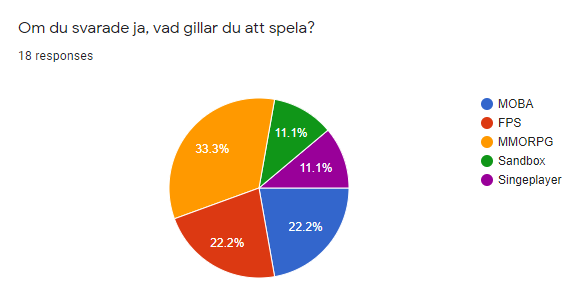 Om du svarade ja, vad gillar du att spela?
18 responses
MOBA
FPS
MMORPG
Sandbox
Singeplayer
11.1%
33.3%
11.1%
22.2%
22.2%